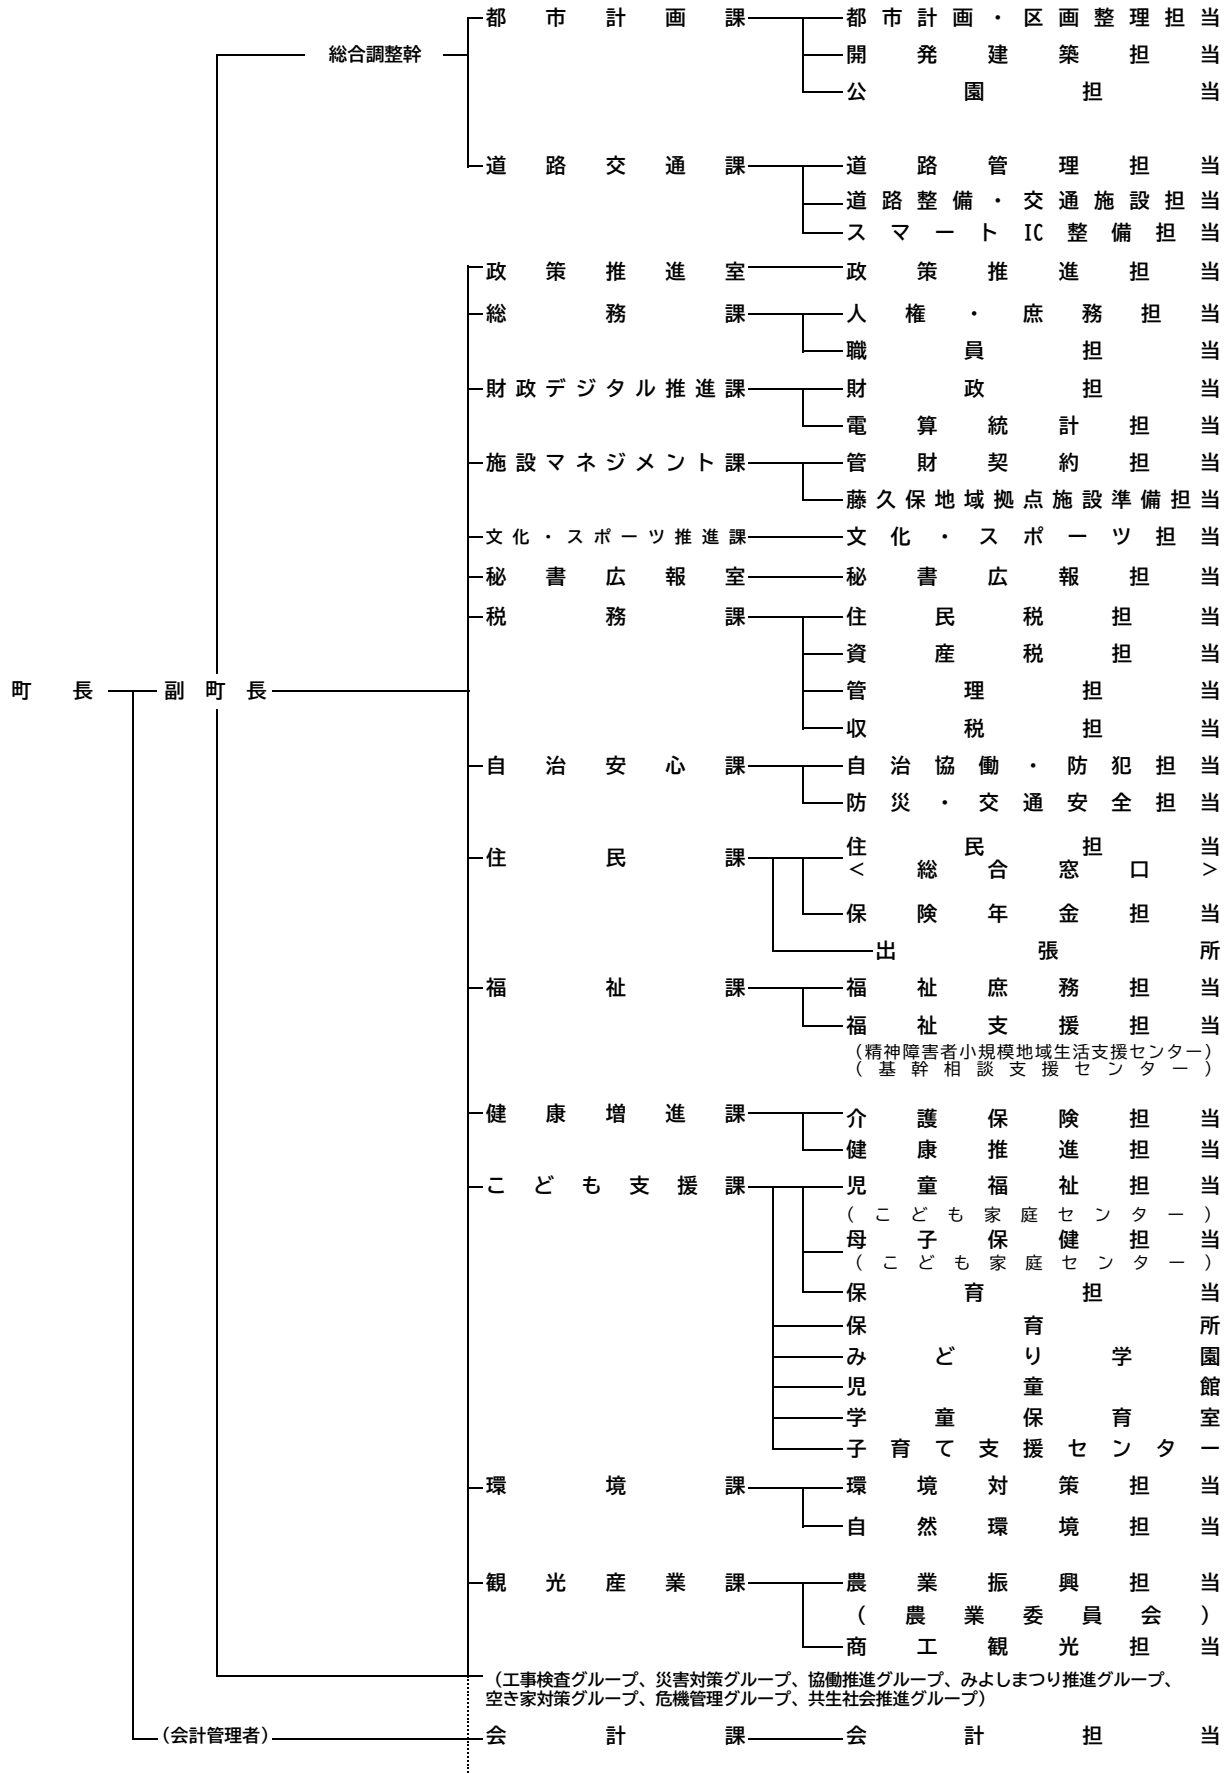 都市計画課 都市計画・区画整理担当
総合調整幹 開発建築担当
公園担当
道路交通課 道路管理担当
道路整備・交通施設担当
スマートIC整備担当
政策推進室 政策推進担当
総務課 人権・庶務担当
職員担当
財政デジタル推進課 財政担当
電算統計担当
施設マネジメント課 管財契約担当
藤久保地域拠点施設準備担当
文化・スポーツ推進課 文化・スポーツ担当
秘書広報室 秘書広報担当
税務課 住民税担当
資産税担当
町長 副町長 管理担当
収税担当
自治安心課 自治協働・防犯担当
防災・交通安全担当
住民課 住民担当
<総合窓口>
保険年金担当
出張所
福祉課 福祉庶務担当
福祉支援担当
(精神障害者小規模地域生活支援センター)
(基幹相談支援センター)
健康増進課 介護保険担当
健康推進担当
こども支援課 児童福祉担当
(こども家庭センター)
母子保健担当
(こども家庭センター)
保育担当
保育所
みどり学園
児童館
学童保育室
子育て支援センター
環境課 環境対策担当
自然環境担当
観光産業課 農業振興担当
(農業委員会)
商工観光担当
(工事検査グループ、災害対策グループ、協働推進グループ、みよしまつり推進グループ、
空き家対策グループ、危機管理グループ、共生社会推進グループ)
(会計管理者) 会計課 会計担当